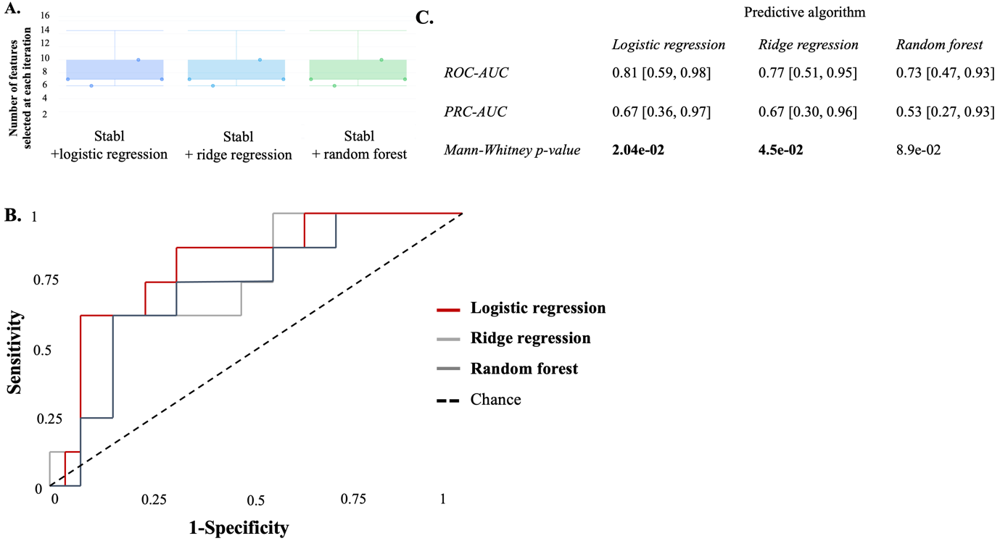 A.
Number of features
selected at each iteration
16
14
12
10
8
6
4
2
Stabl
+logistic regression
Stabl
+ ridge regression
Stabl
+ random forest
C.
Predictive algorithm
Logistic regression Ridge regression Random forest
ROC-AUC 0.81 [0.59, 0.98] 0.77 [0.51, 0.95] 0.73 [0.47, 0.93]
PRC-AUC 0.67 [0.36, 0.97] 0.67 [0.30, 0.96] 0.53 [0.27, 0.93]
Mann-Whitney p-value 2.04e-02 4.5e-02 8.9e-02
B.
Sensitivity
1
0.75
0.5
0.25
0
0 0.25 0.5 0.75 1
1-Specificity
Logistic regression
Ridge regression
Random forest
Chance